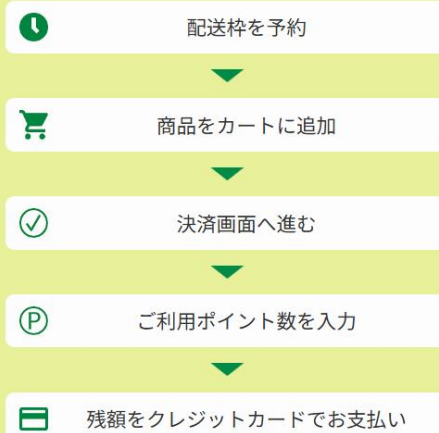 配送枠を予約
商品をカートに追加
決済画面へ進む
Ⓟ ご利用ポイント数を入力
残額をクレジットカードでお支払い